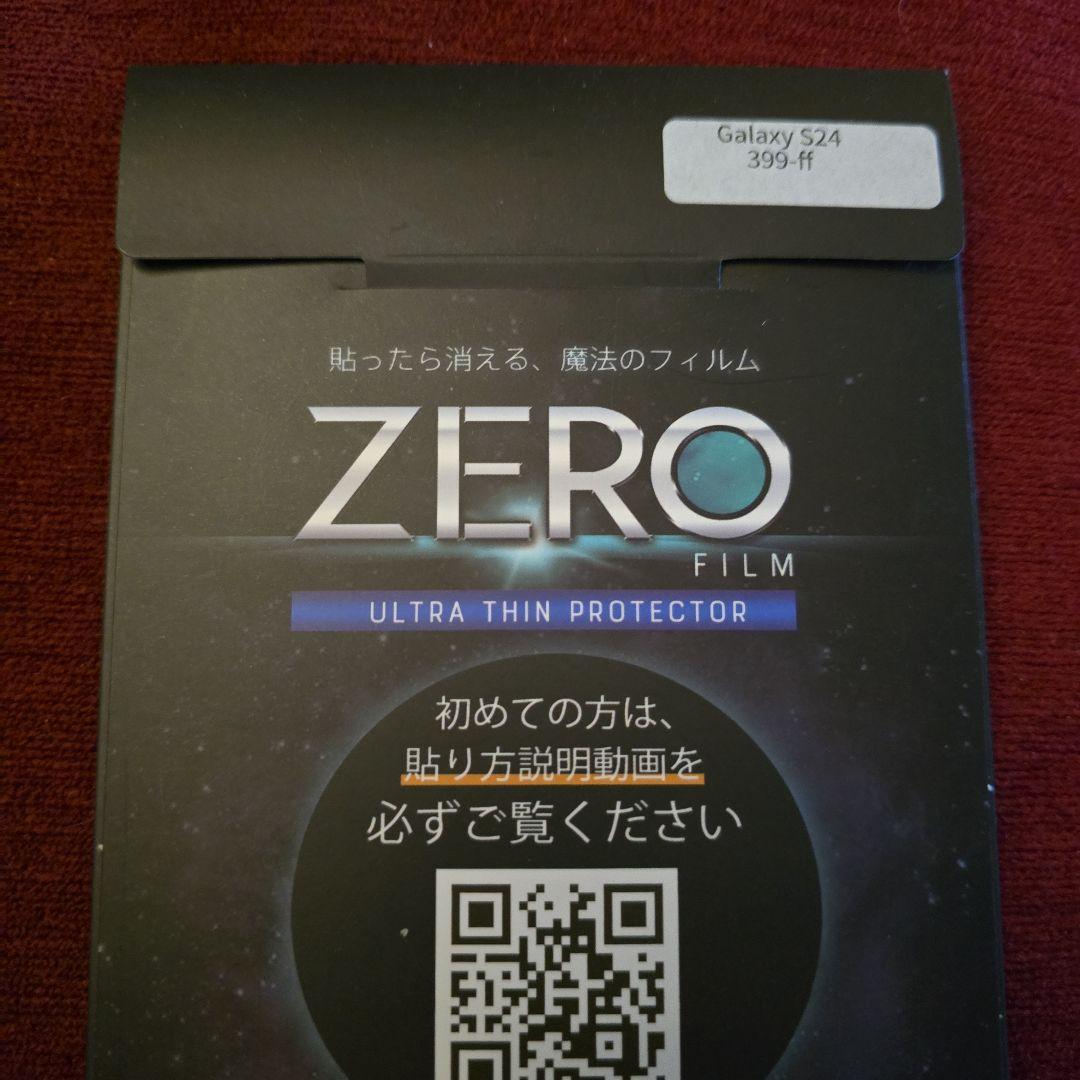 Galaxy S24
399-ff
貼ったら消える、魔法のフィルム
ZERO
FILM
ULTRA THIN PROTECTOR
初めての方は、
貼り方説明動画を
必ずご覧ください